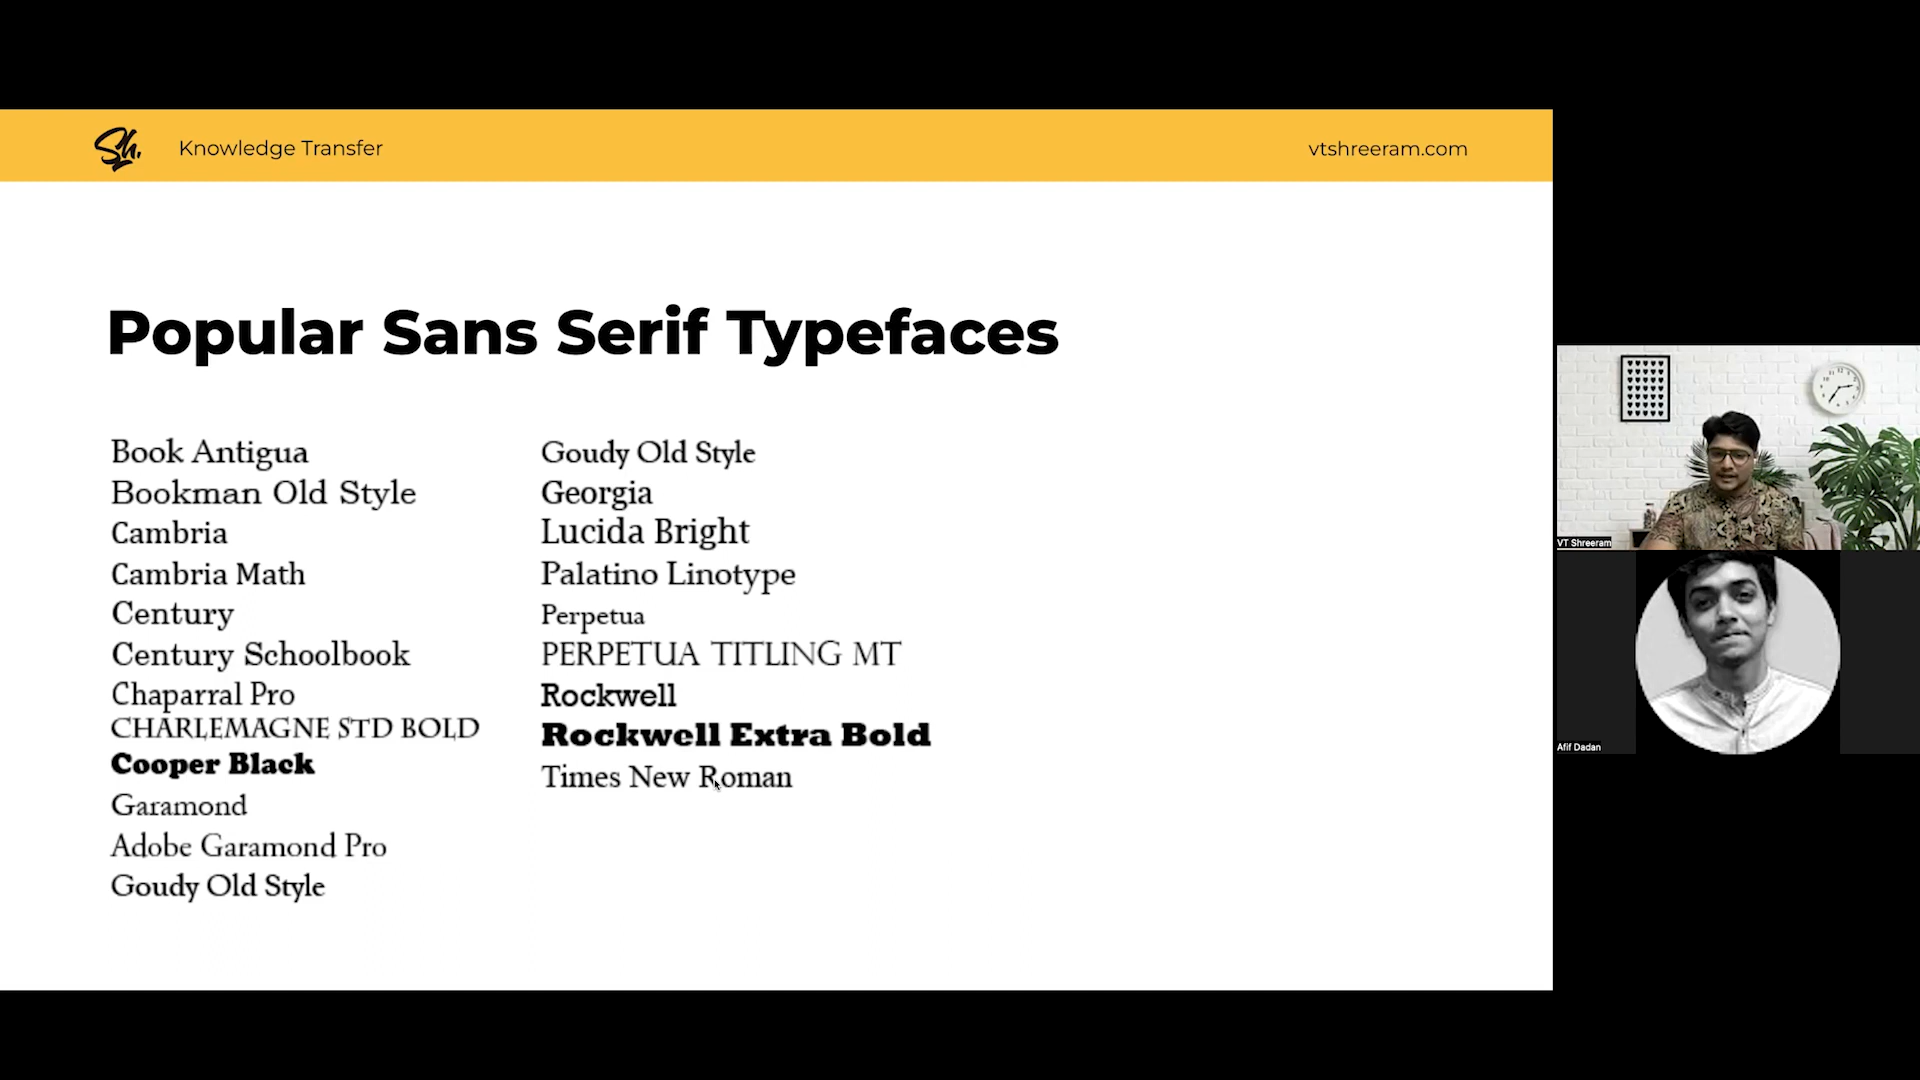 Sh.
Knowledge Transfer
vtshreeram.com
Popular Sans Serif Typefaces
Book Antigua
Bookman Old Style
Cambria
Cambria Math
Century
Century Schoolbook
Chaparral Pro
CHARLEMAGNE STD BOLD
Cooper Black
Garamond
Adobe Garamond Pro
Goudy Old Style
Goudy Old Style
Georgia
Lucida Bright
Palatino Linotype
Perpetua
PERPETUA TITLING MT
Rockwell
Rockwell Extra Bold
Times New Roman
VT Shreeram
Afif Dadan